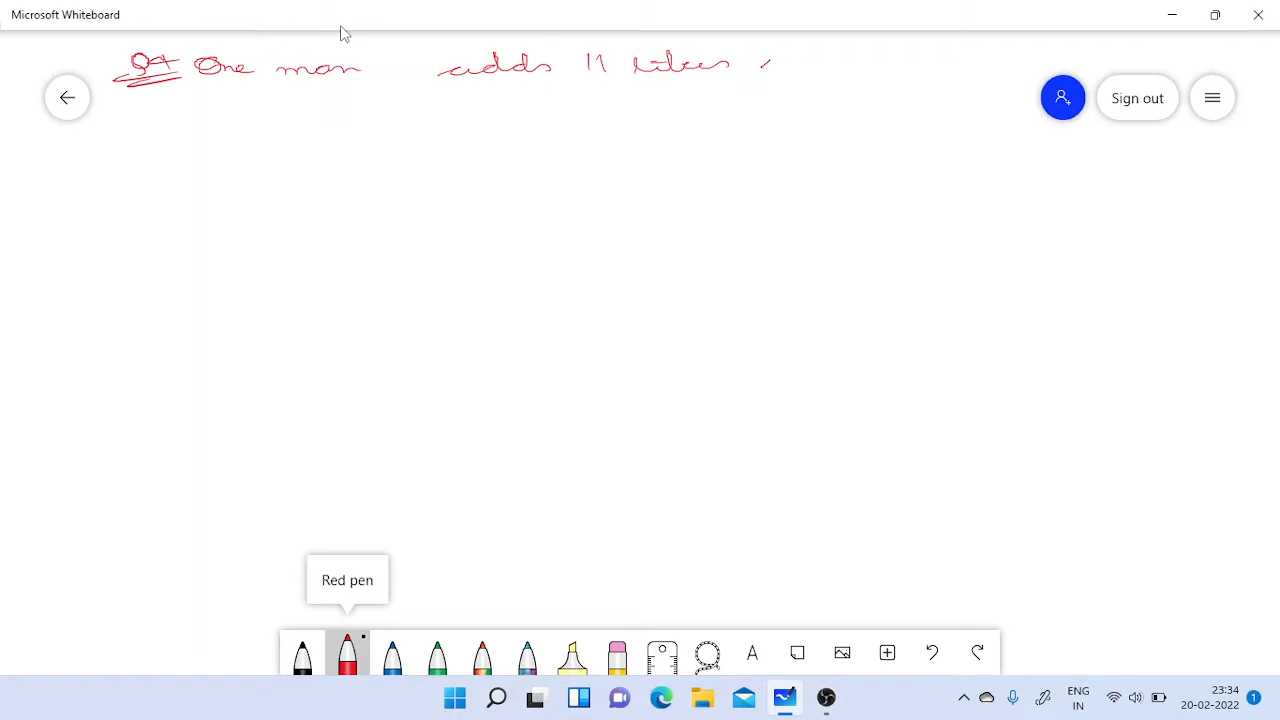 Microsoft Whiteboard
Q4 One man adds 11 litres
Sign out
Red pen
A
ENG
IN
23:34
20-02-2022
1